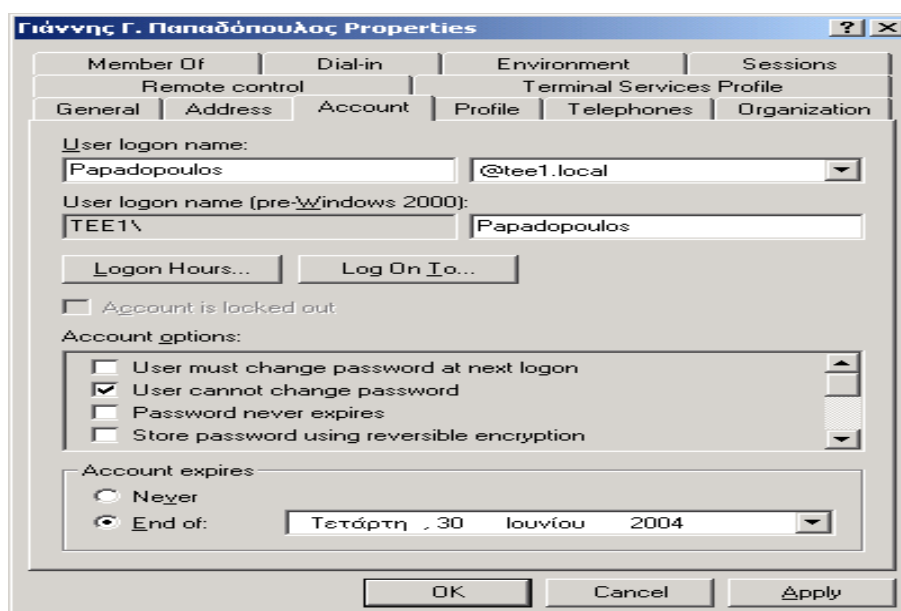 Γιάννης Γ. Παπαδόπουλος Properties
Member Of Dial-in Environment Sessions
Remote control Terminal Services Profile
General Address Account Profile Telephones Organization
User logon name:
Papadopoulos @tee1.local
User logon name (pre-Windows 2000):
TEE1\ Papadopoulos
Logon Hours... Log On To...
Account is locked out
Account options:
User must change password at next logon
User cannot change password
Password never expires
Store password using reversible encryption
Account expires
Never
End of: Τετάρτη , 30 Ιουνίου 2004
OK Cancel Apply